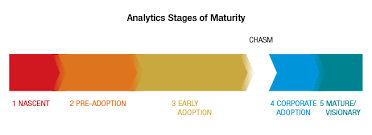 Analytics Stages of Maturity
CHASM
1 NASCENT
2 PRE-ADOPTION
3 EARLY
ADOPTION
4 CORPORATE
ADOPTION
5 MATURE/
VISIONARY